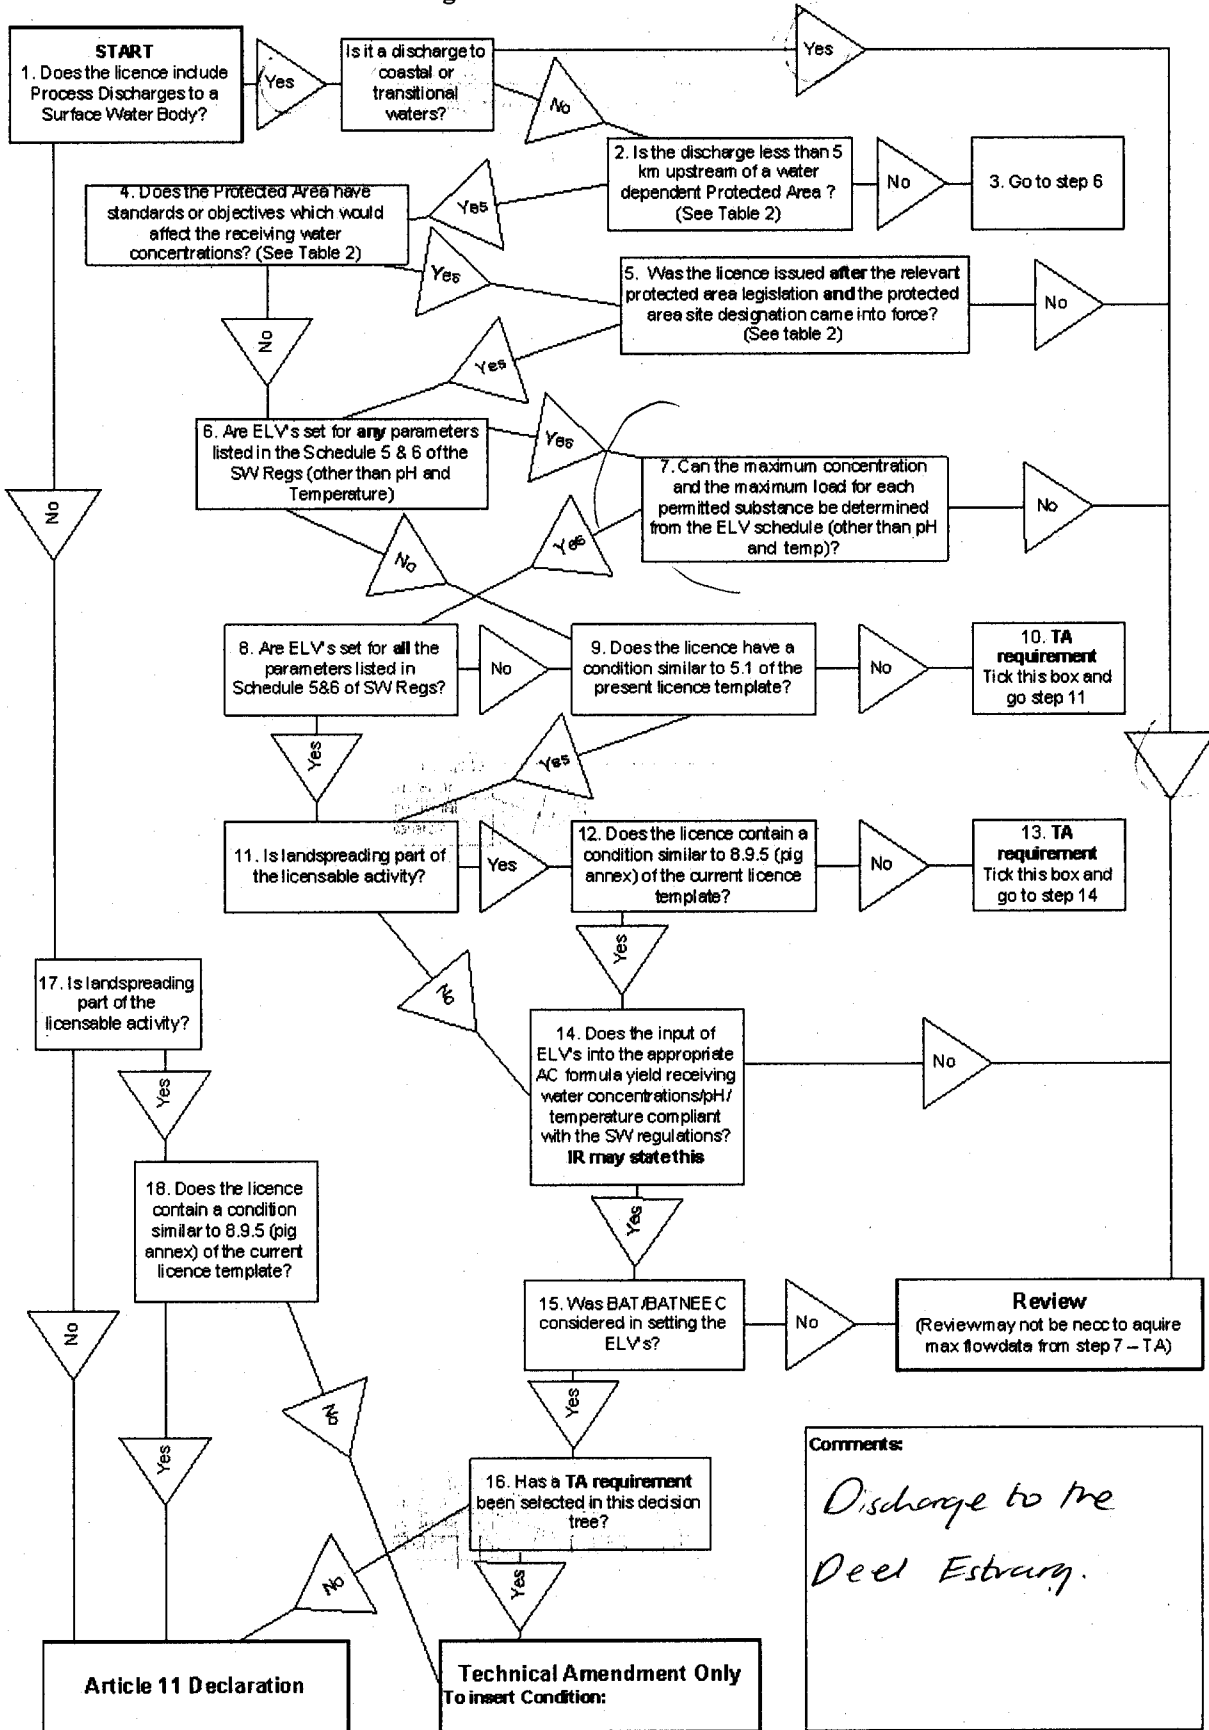 START
1. Does the licence include
Process Discharges to a
Surface Water Body?
Yes
Is it a discharge to
coastal or
transitional
waters?
Yes
No
2. Is the discharge less than 5
km upstream of a water
dependent Protected Area ?
(See Table 2)
No
3. Go to step 6
Yes
4. Does the Protected Area have
standards or objectives which would
affect the receiving water
concentrations? (See Table 2)
Yes
No
5. Was the licence issued after the relevant
protected area legislation and the protected
area site designation came into force?
(See table 2)
No
Yes
6. Are ELV's set for any parameters
listed in the Schedule 5 & 6 of the
SW Regs (other than pH and
Temperature)
Yes
No
7. Can the maximum concentration
and the maximum load for each
permitted substance be determined
from the ELV schedule (other than pH
and temp)?
No
Yes
No
8. Are ELV's set for all the
parameters listed in
Schedule 5&6 of SW Regs?
No
9. Does the licence have a
condition similar to 5.1 of the
present licence template?
No
10. TA
requirement
Tick this box and
go step 11
Yes
Yes
11. Is landspreading part of
the licensable activity?
Yes
12. Does the licence contain a
condition similar to 8.9.5 (pig
annex) of the current licence
template?
No
13. TA
requirement
Tick this box and
go to step 14
Yes
No
17. Is landspreading
part of the
licensable activity?
Yes
No
14. Does the input of
ELV's into the appropriate
AC formula yield receiving
water concentrations/pH/
temperature compliant
with the SW regulations?
IR may state this
No
Yes
18. Does the licence
contain a condition
similar to 8.9.5 (pig
annex) of the current
licence template?
No
Yes
15. Was BAT/BATNEEC
considered in setting the
ELV's?
No
Review
(Review may not be necc to aquire
max flow data from step 7 – TA)
Yes
16. Has a TA requirement
been selected in this decision
tree?
No
Yes
Article 11 Declaration
Technical Amendment Only
To insert Condition:
Comments:
Discharge to the
Deel Estuary.